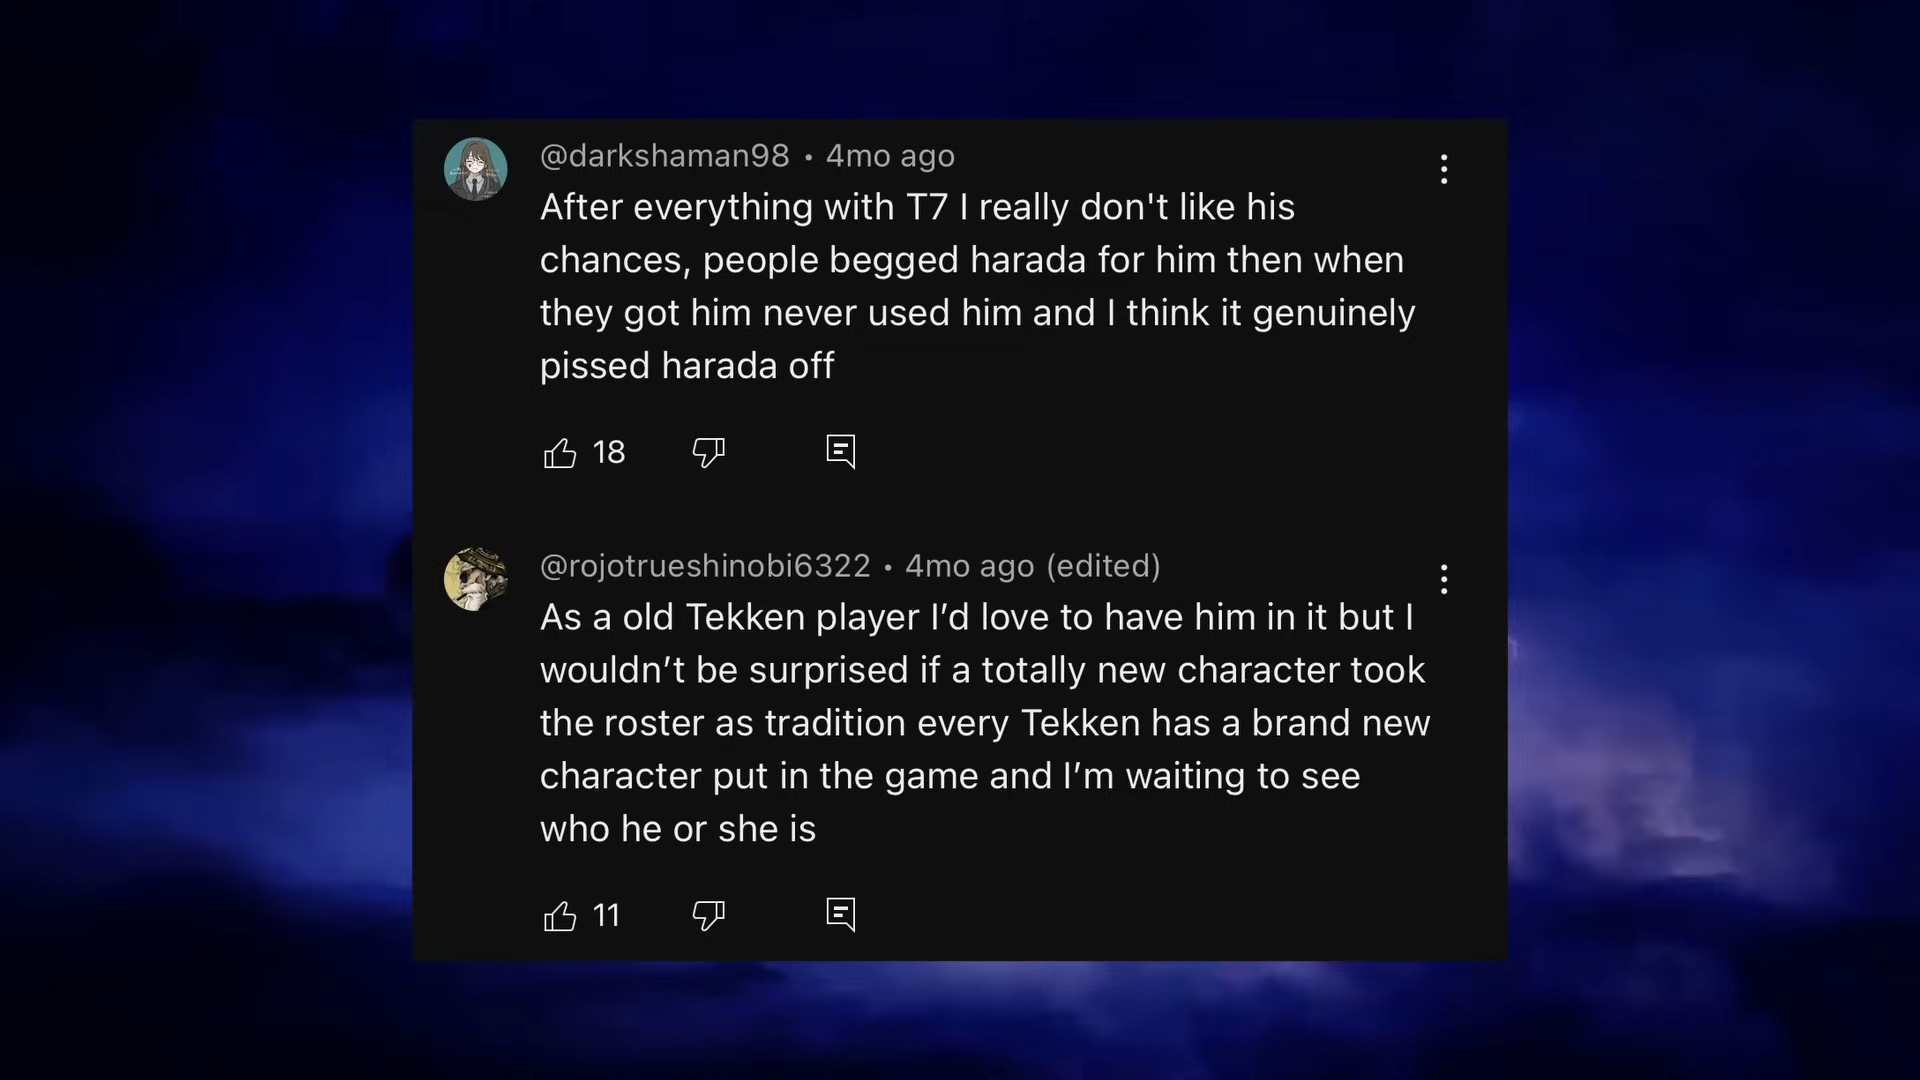 @darkshaman98 • 4mo ago
After everything with T7 I really don't like his
chances, people begged harada for him then when
they got him never used him and I think it genuinely
pissed harada off
18
@rojotrueshinobi6322 • 4mo ago (edited)
As a old Tekken player I’d love to have him in it but I
wouldn’t be surprised if a totally new character took
the roster as tradition every Tekken has a brand new
character put in the game and I’m waiting to see
who he or she is
11